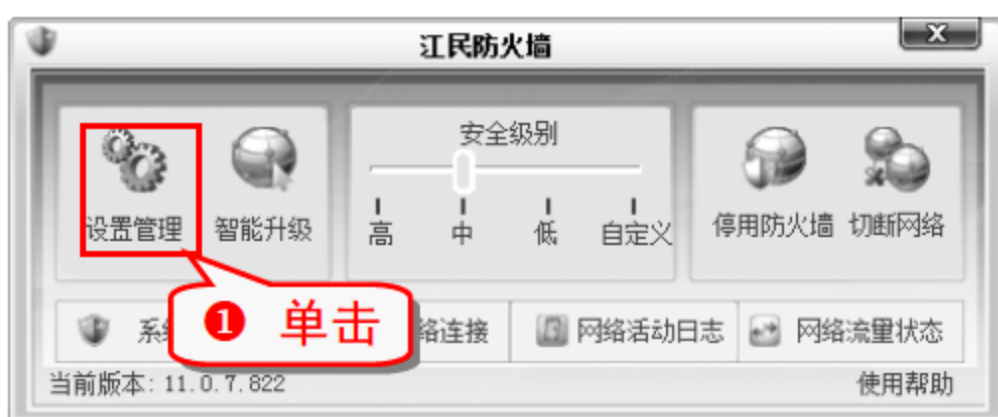 江民防火墙
安全级别
设置管理 智能升级 高 中 低 自定义 停用防火墙 切断网络
❶ 单击
系 络连接 网络活动日志 网络流量状态
当前版本: 11.0.7.822 使用帮助